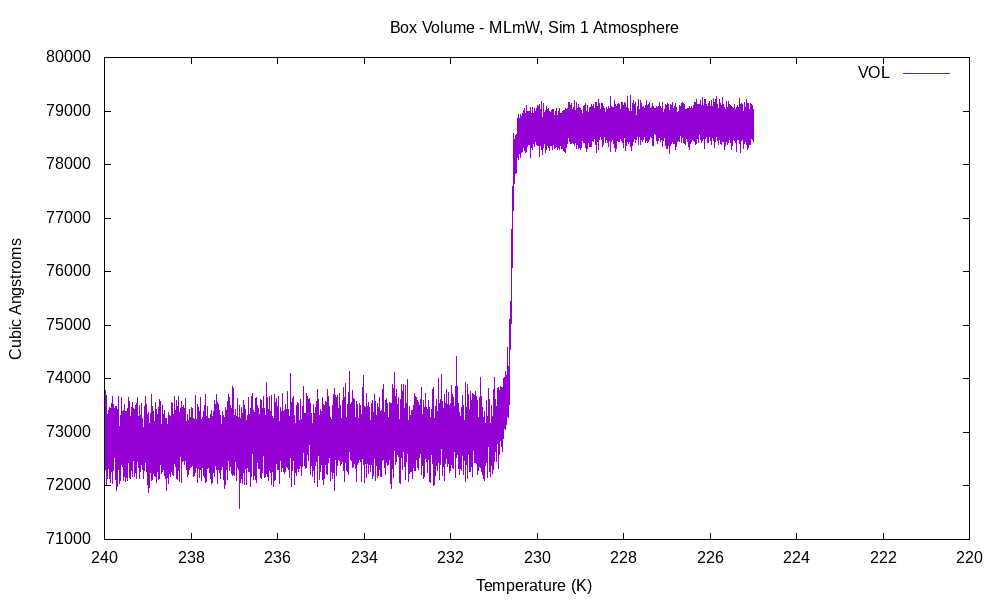 Box Volume - MLmW, Sim 1 Atmosphere
VOL
80000
79000
78000
77000
76000
75000
74000
73000
72000
71000
Cubic Angstroms
240 238 236 234 232 230 228 226 224 222 220
Temperature (K)